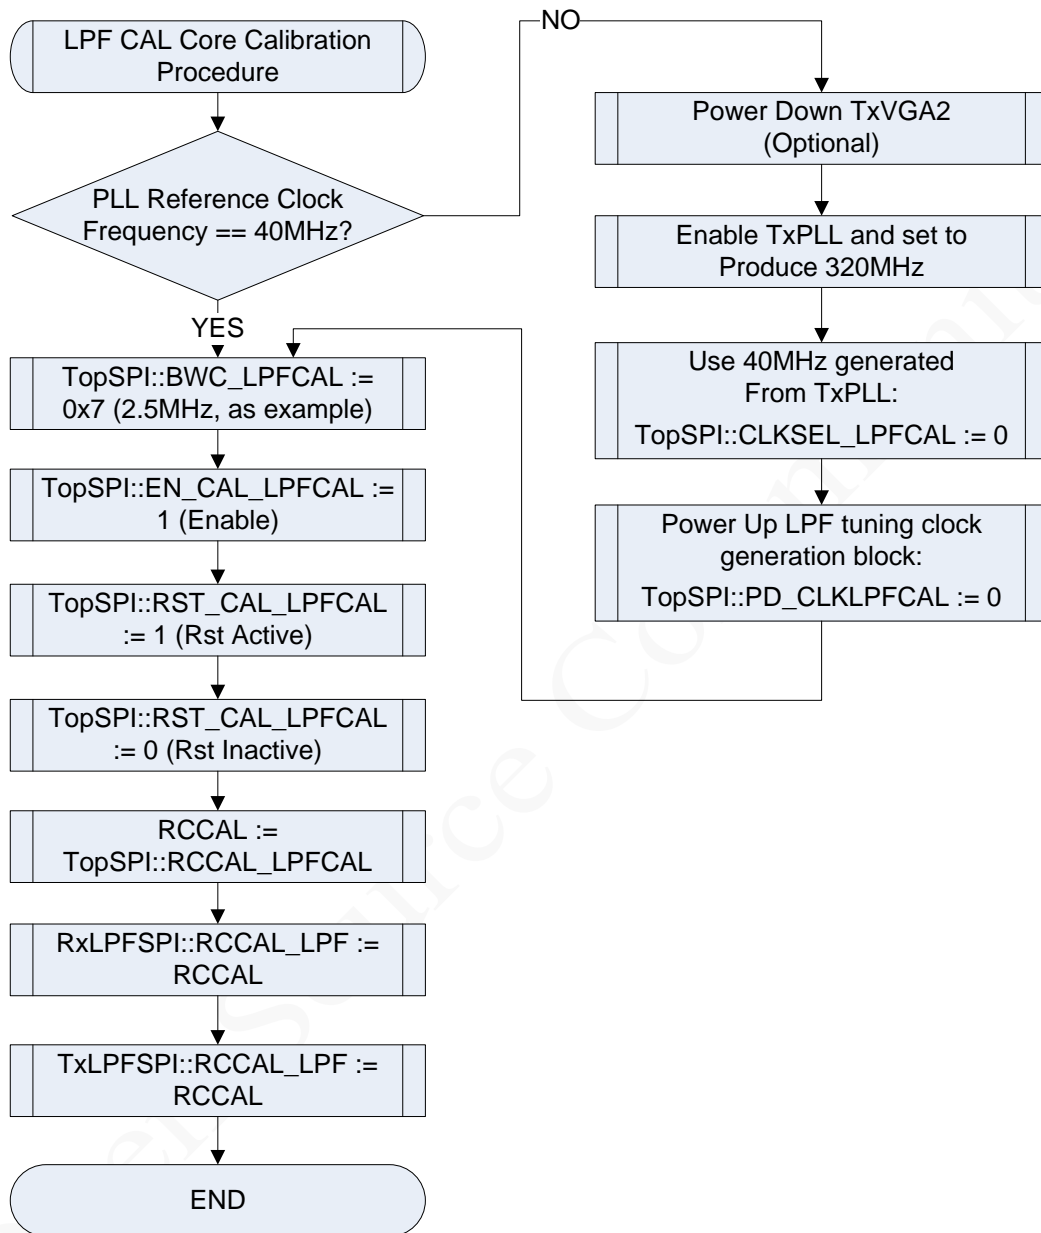 LPF CAL Core Calibration
Procedure
NO
PLL Reference Clock
Frequency == 40MHz?
YES
TopSPI::BWC_LPFCAL :=
0x7 (2.5MHz, as example)
TopSPI::EN_CAL_LPFCAL :=
1 (Enable)
TopSPI::RST_CAL_LPFCAL
:= 1 (Rst Active)
TopSPI::RST_CAL_LPFCAL
:= 0 (Rst Inactive)
RCCAL :=
TopSPI::RCCAL_LPFCAL
RxLPFSPI::RCCAL_LPF :=
RCCAL
TxLPFSPI::RCCAL_LPF :=
RCCAL
END
Power Down TxVGA2
(Optional)
Enable TxPLL and set to
Produce 320MHz
Use 40MHz generated
From TxPLL:
TopSPI::CLKSEL_LPFCAL := 0
Power Up LPF tuning clock
generation block:
TopSPI::PD_CLKLPFCAL := 0